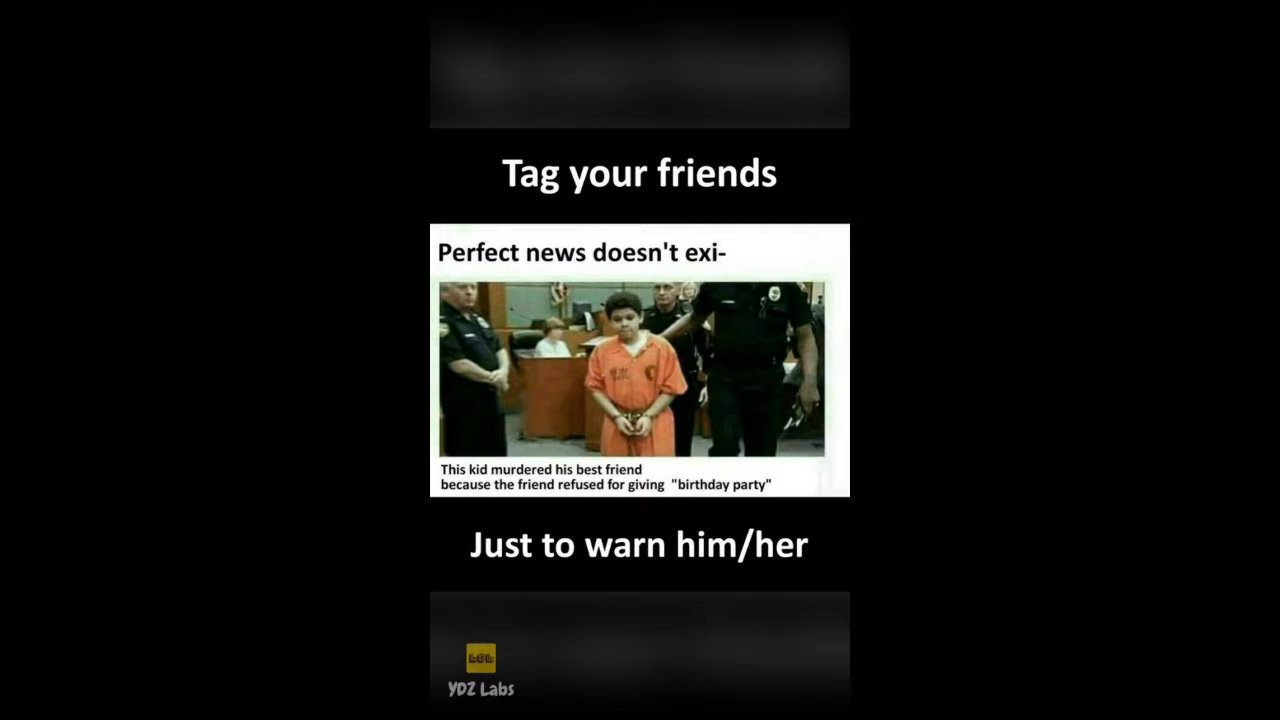 Tag your friends
Perfect news doesn't exi-
This kid murdered his best friend
because the friend refused for giving "birthday party"
Just to warn him/her
LOL
YDZ Labs